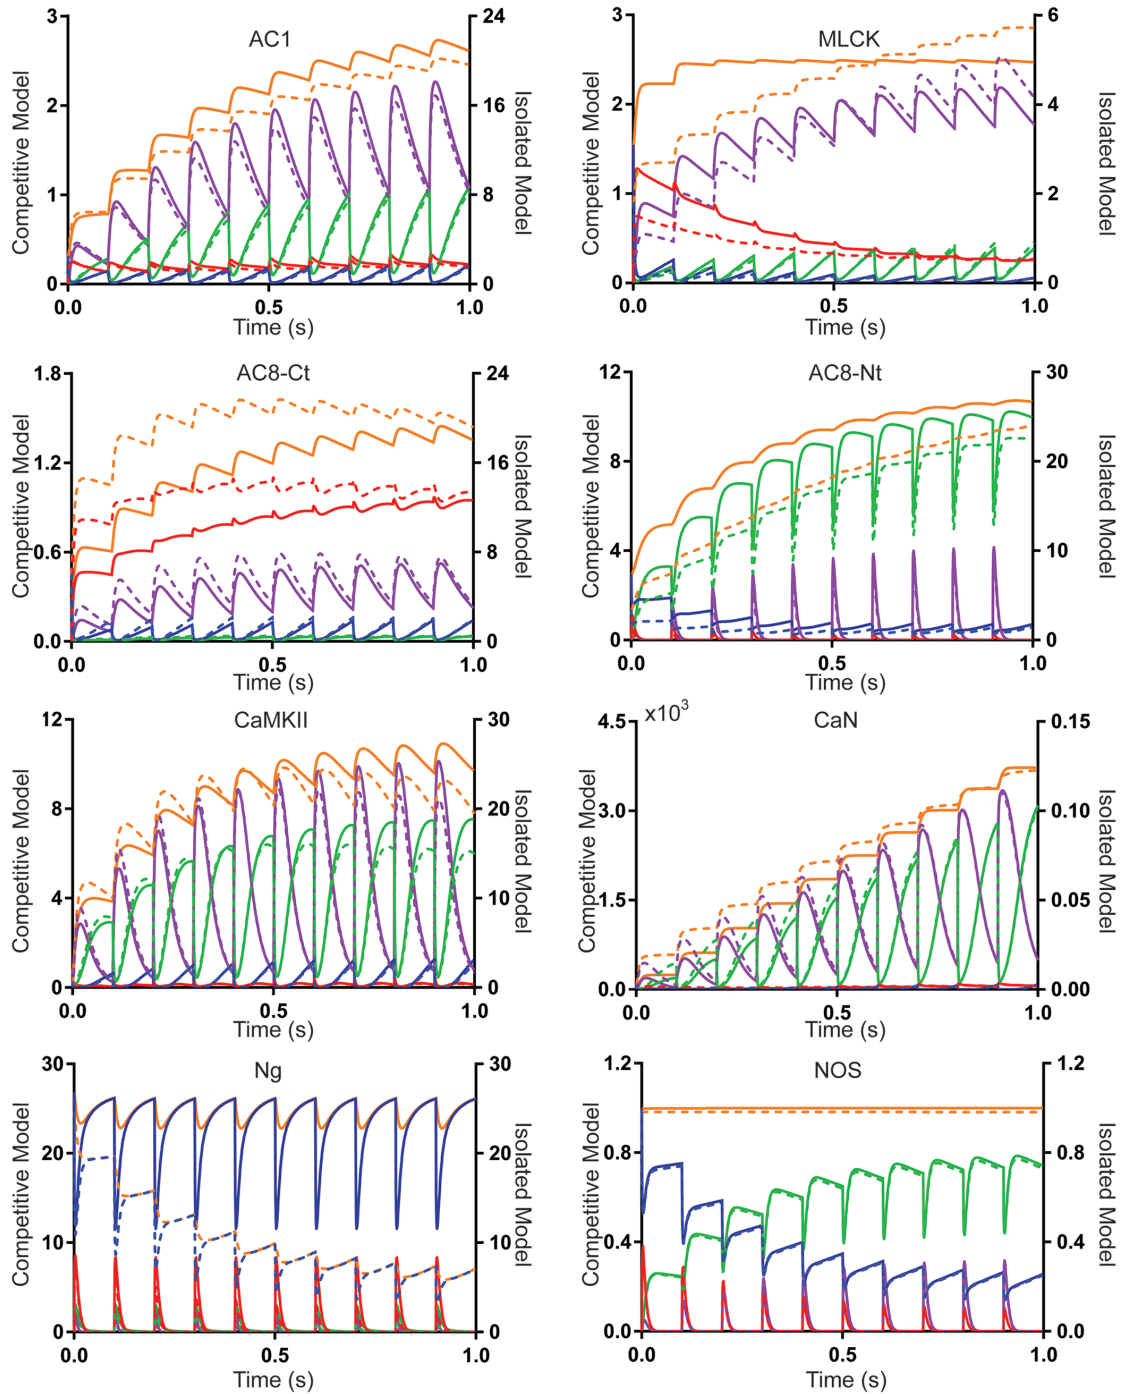 AC1
3
2
1
0
24
16
8
0
0.0
0.5
1.0
Competitive Model
Isolated Model
Time (s)
MLCK
3
2
1
0
6
4
2
0
0.0
0.5
1.0
Competitive Model
Isolated Model
Time (s)
AC8-Ct
1.8
1.2
0.6
0.0
24
16
8
0
0.0
0.5
1.0
Competitive Model
Isolated Model
Time (s)
AC8-Nt
12
8
4
0
30
20
10
0
0.0
0.5
1.0
Competitive Model
Isolated Model
Time (s)
CaMKII
12
8
4
0
30
20
10
0
0.0
0.5
1.0
Competitive Model
Isolated Model
Time (s)
CaN
x10³
4.5
3.0
1.5
0.0
0.15
0.10
0.05
0.00
0.0
0.5
1.0
Competitive Model
Isolated Model
Time (s)
Ng
30
20
10
0
30
20
10
0
0.0
0.5
1.0
Competitive Model
Isolated Model
Time (s)
NOS
1.2
0.8
0.4
0.0
1.2
0.8
0.4
0.0
0.0
0.5
1.0
Competitive Model
Isolated Model
Time (s)